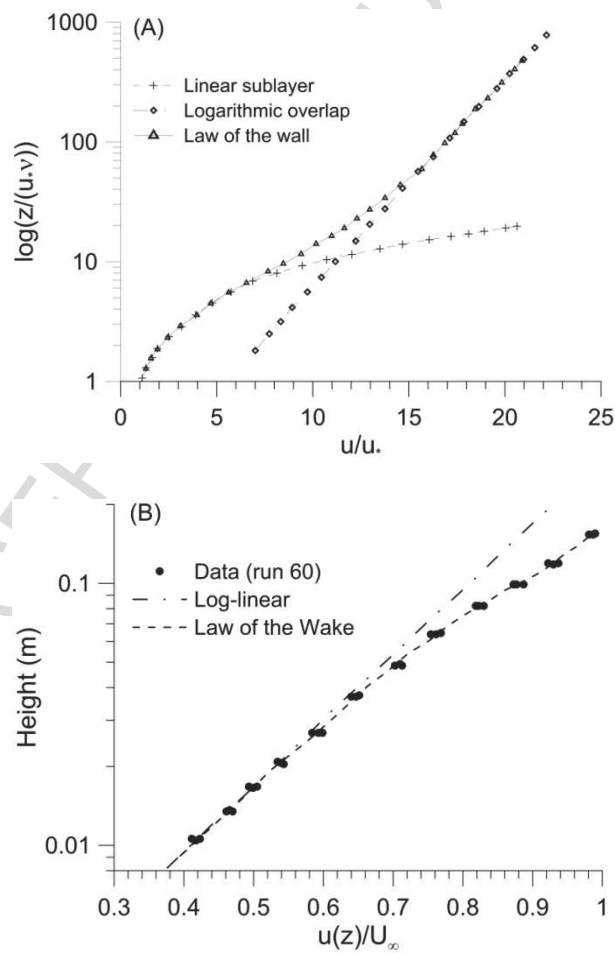 (A)
1000
100
10
1
log(z/(u*ν))
Linear sublayer
Logarithmic overlap
Law of the wall
0 5 10 15 20 25
u/u*
(B)
0.1
0.01
Height (m)
Data (run 60)
Log-linear
Law of the Wake
0.3 0.4 0.5 0.6 0.7 0.8 0.9 1
u(z)/U∞